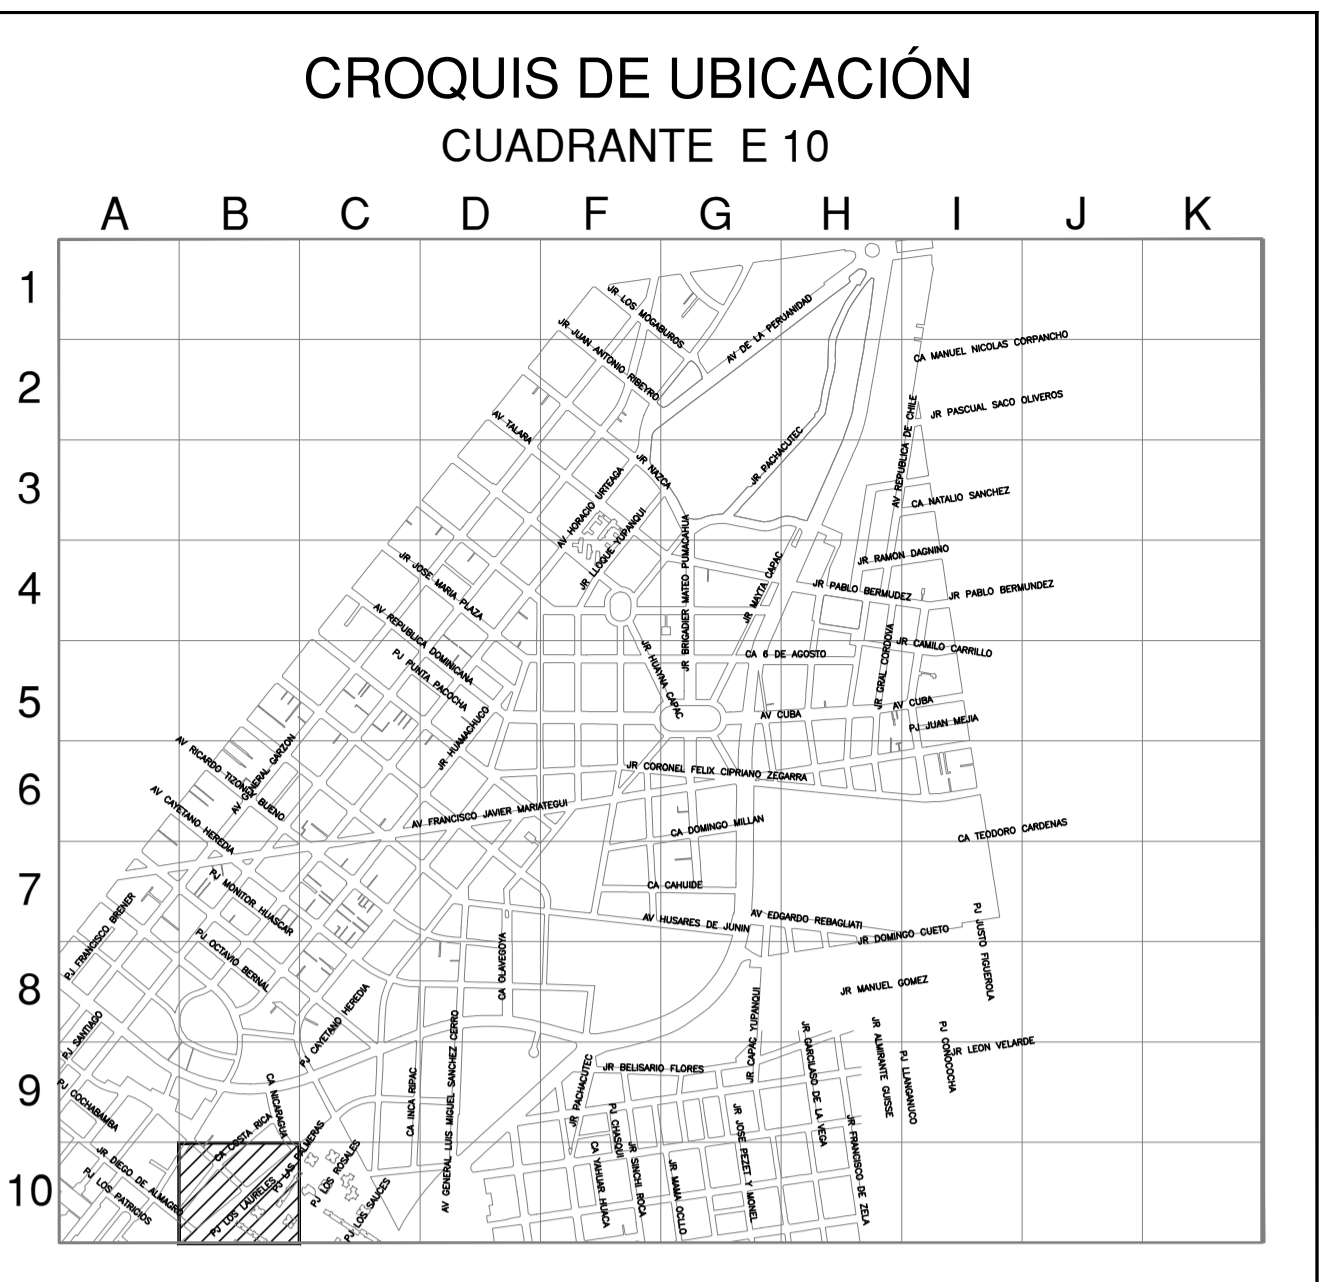 CROQUIS DE UBICACIÓN
CUADRANTE E 10
A B C D F G H I J K
1
JR LOS MOGABUROS
AV DE LA PERUANIDAD
JR JUAN ANTONIO RIBEYRO
CA MANUEL NICOLAS CORPANCHO
2
JR PASCUAL SACO OLIVEROS
AV TALARA
AV REPUBLICA DE CHILE
JR PACHACUTEC
JR NAZCA
3
AV HORACIO URTEAGA
CA NATALIO SANCHEZ
JR LLOQUE YUPANQUI
JR BRIGADIER MATEO PUMACAHUA
JR RAMON DAGNINO
JR JOSE MARIA PLAZA
JR MAYTA CAPAC
4
JR PABLO BERMUDEZ
JR PABLO BERMUNDEZ
AV REPUBLICA DOMINICANA
JR CAMILO CARRILLO
PJ PUNTA PACOCHA
JR HUAYNA CAPAC
CA 6 DE AGOSTO
JR GRAL CORDOVA
5
AV CUBA
AV CUBA
PJ JUAN MEJIA
JR HUAMACHUCO
AV RICARDO TIZON Y BUENO
AV GENERAL GARZON
JR CORONEL FELIX CIPRIANO ZEGARRA
6
AV CAYETANO HEREDIA
AV FRANCISCO JAVIER MARIATEGUI
CA DOMINGO MILLAN
CA TEODORO CARDENAS
7
PJ MONITOR HUASCAR
CA CAHUIDE
PJ FRANCISCO BRENER
AV HUSARES DE JUNIN
AV EDGARDO REBAGLIATI
JR DOMINGO CUETO
PJ JUSTO FIGUEROLA
PJ OCTAVIO BERNAL
CA OLAVEGOYA
8
JR MANUEL GOMEZ
PJ SANTIAGO
PJ CAYETANO HEREDIA
JR CAPAC YUPANQUI
JR GARCILASO DE LA VEGA
JR ALMIRANTE GUISSE
PJ CONOCOCHA
JR LEON VELARDE
PJ LLANGANUCO
9
PJ COCHABAMBA
CA NICARAGUA
CA INCA RIPAC
AV GENERAL LUIS MIGUEL SANCHEZ CERRO
JR PACHACUTEC
JR BELISARIO FLORES
PJ CHASQUI
JR JOSE PEZET Y MONEL
JR FRANCISCO DE ZELA
CA COSTA RICA
PJ LAS PALMERAS
10
JR DIEGO DE ALMAGRO
PJ LOS PATRICIOS
PJ LOS LAURELES
PJ LOS ROSALES
PJ LOS SAUCES
CA YAHUAR HUACA
JR SINCHI ROCA
JR MAMA OCLLO